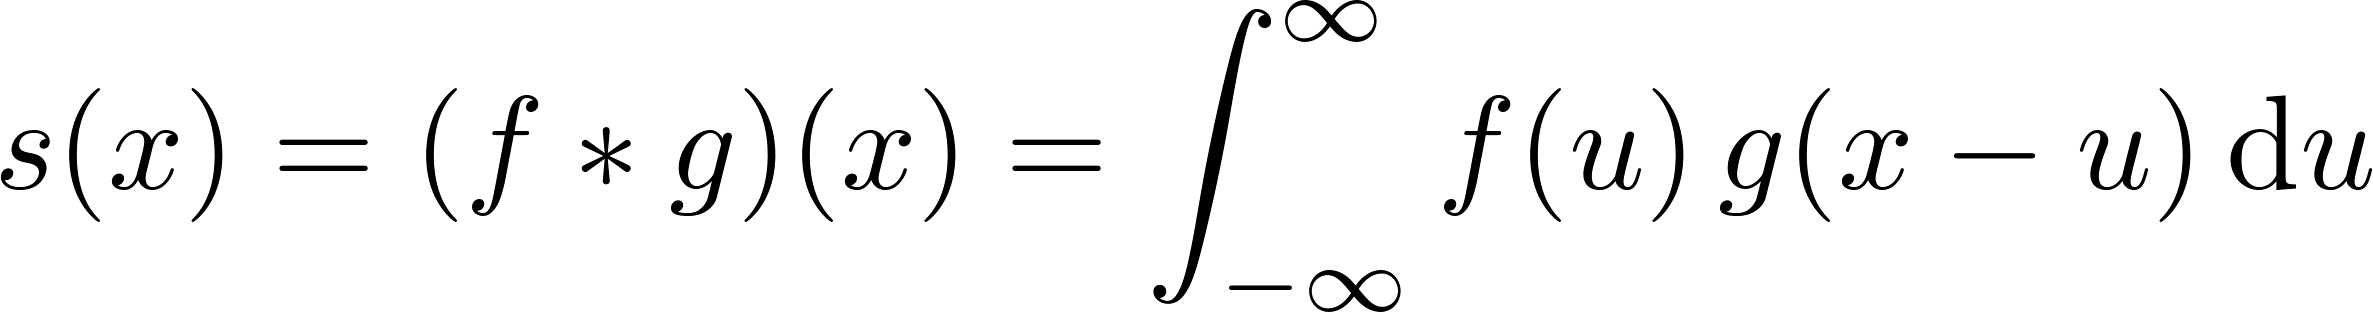 s(x) = (f ∗ g)(x) = ∫_{−∞}^{∞} f(u) g(x − u) du